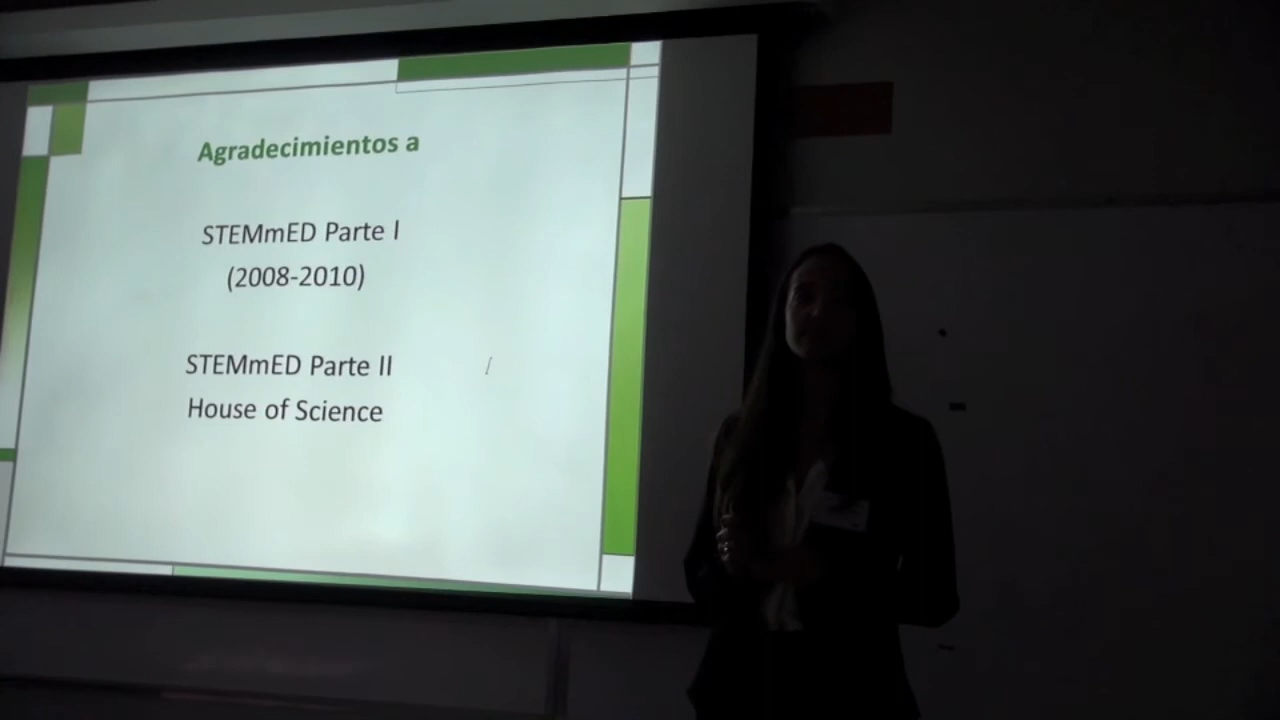 Agradecimientos a
STEMmED Parte I
(2008-2010)
STEMmED Parte II
House of Science